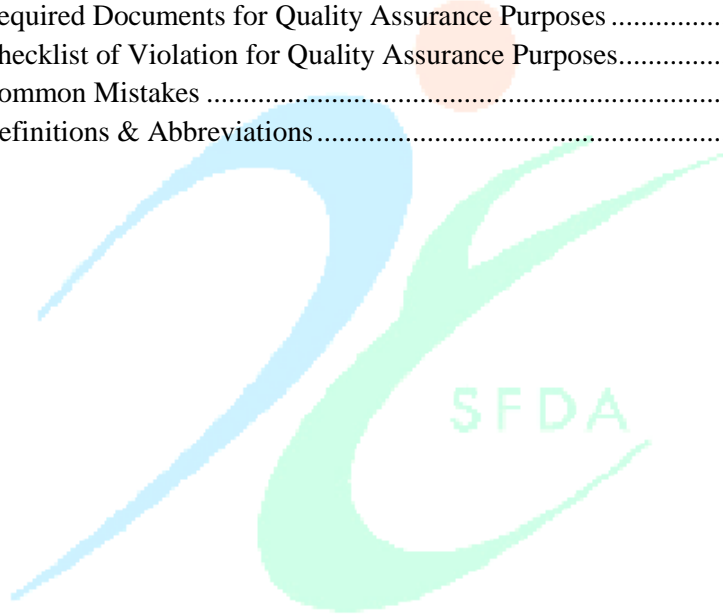 equired Documents for Quality Assurance Purposes ...............
hecklist of Violation for Quality Assurance Purposes..............
ommon Mistakes .......................................................................
efinitions & Abbreviations.........................................................
SFDA